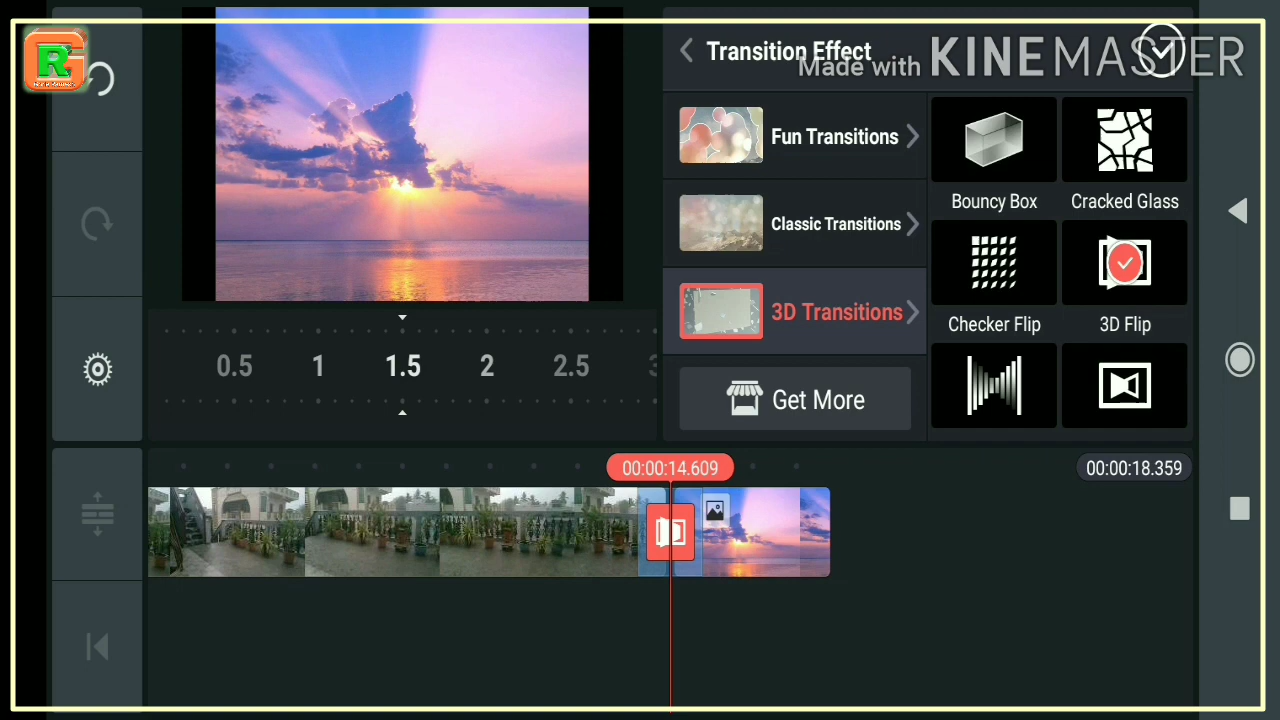 Transition Effect
Made with KINEMASTER
R
Fun Transitions
Classic Transitions
3D Transitions
Get More
Bouncy Box
Cracked Glass
Checker Flip
3D Flip
0.5 1 1.5 2 2.5
00:00:14.609
00:00:18.359